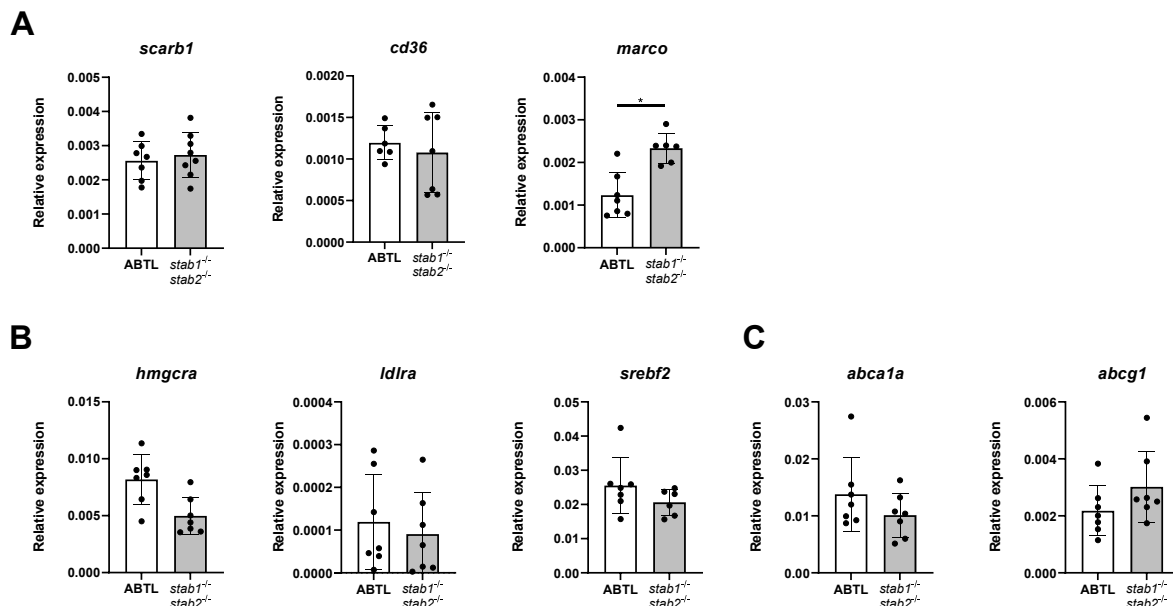 A
scarb1
Relative expression
0.005
0.004
0.003
0.002
0.001
0.000
ABTL
stab1-/-
stab2-/-
cd36
Relative expression
0.0020
0.0015
0.0010
0.0005
0.0000
ABTL
stab1-/-
stab2-/-
marco
Relative expression
0.004
0.003
0.002
0.001
0.000
*
ABTL
stab1-/-
stab2-/-
B
hmgcra
Relative expression
0.015
0.010
0.005
0.000
ABTL
stab1-/-
stab2-/-
ldlra
Relative expression
0.0004
0.0003
0.0002
0.0001
0.0000
ABTL
stab1-/-
stab2-/-
srebf2
Relative expression
0.05
0.04
0.03
0.02
0.01
0.00
ABTL
stab1-/-
stab2-/-
C
abca1a
Relative expression
0.03
0.02
0.01
0.00
ABTL
stab1-/-
stab2-/-
abcg1
Relative expression
0.006
0.004
0.002
0.000
ABTL
stab1-/-
stab2-/-